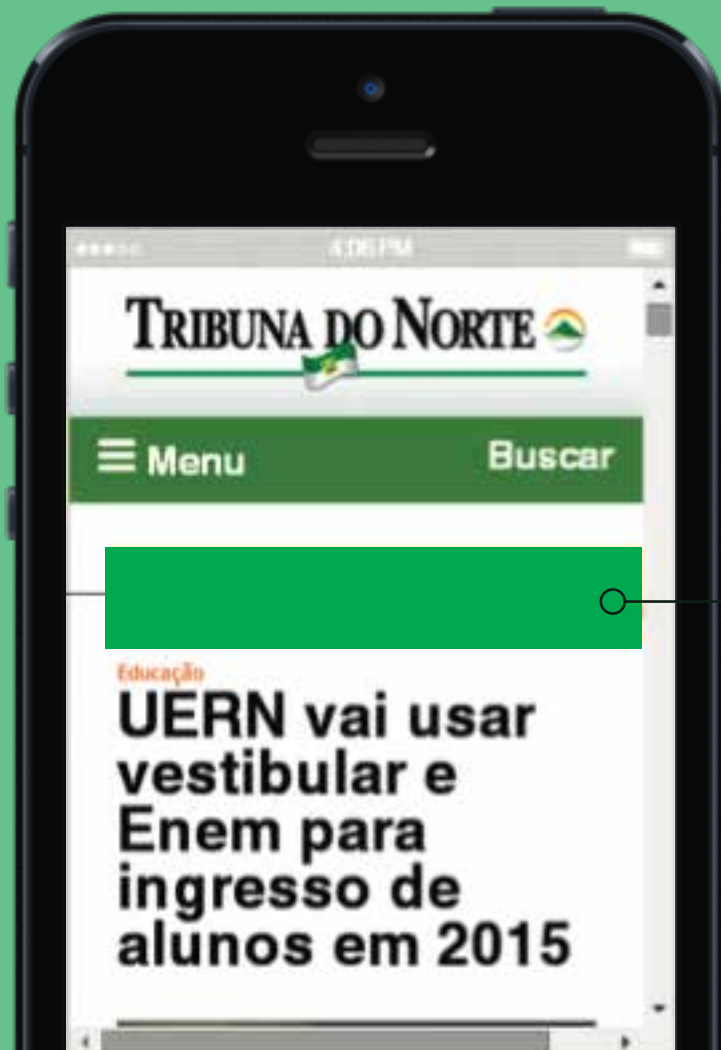 4:06 PM
TRIBUNA DO NORTE
Menu
Buscar
Educação
UERN vai usar
vestibular e
Enem para
ingresso de
alunos em 2015